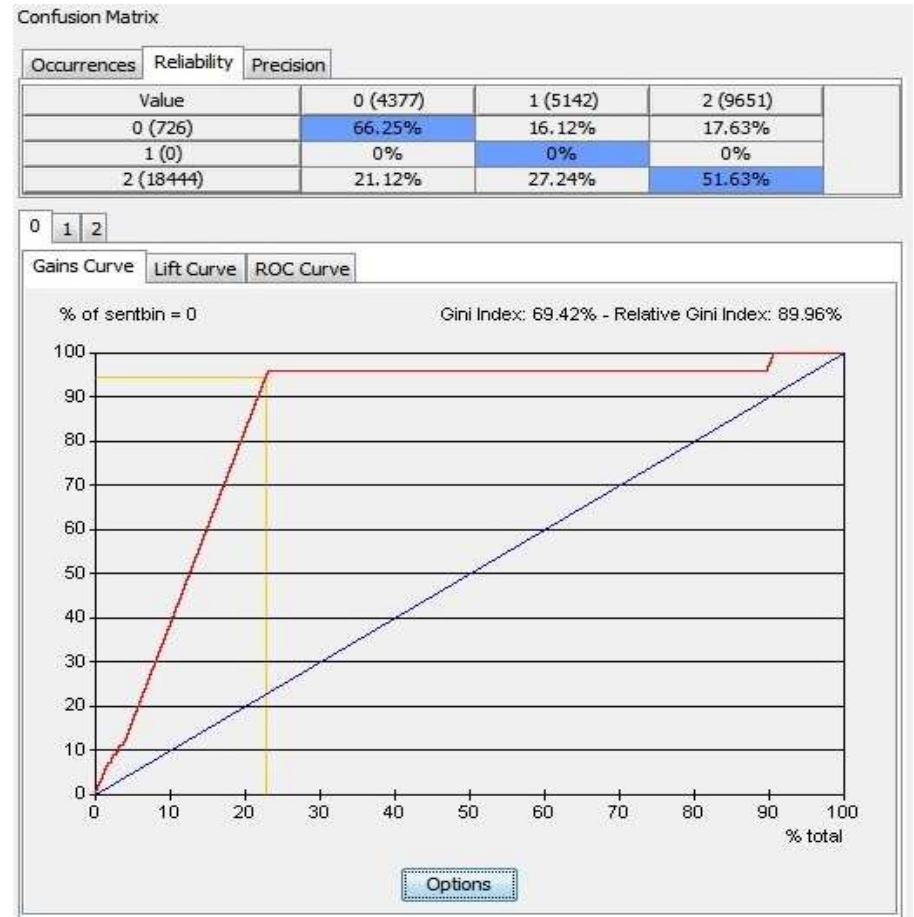 Confusion Matrix
Occurrences Reliability Precision
Value 0 (4377) 1 (5142) 2 (9651)
0 (726) 66.25% 16.12% 17.63%
1 (0) 0% 0% 0%
2 (18444) 21.12% 27.24% 51.63%
0 1 2
Gains Curve Lift Curve ROC Curve
% of sentbin = 0 Gini Index: 69.42% - Relative Gini Index: 89.96%
100
90
80
70
60
50
40
30
20
10
0
0 10 20 30 40 50 60 70 80 90 100
% total
Options